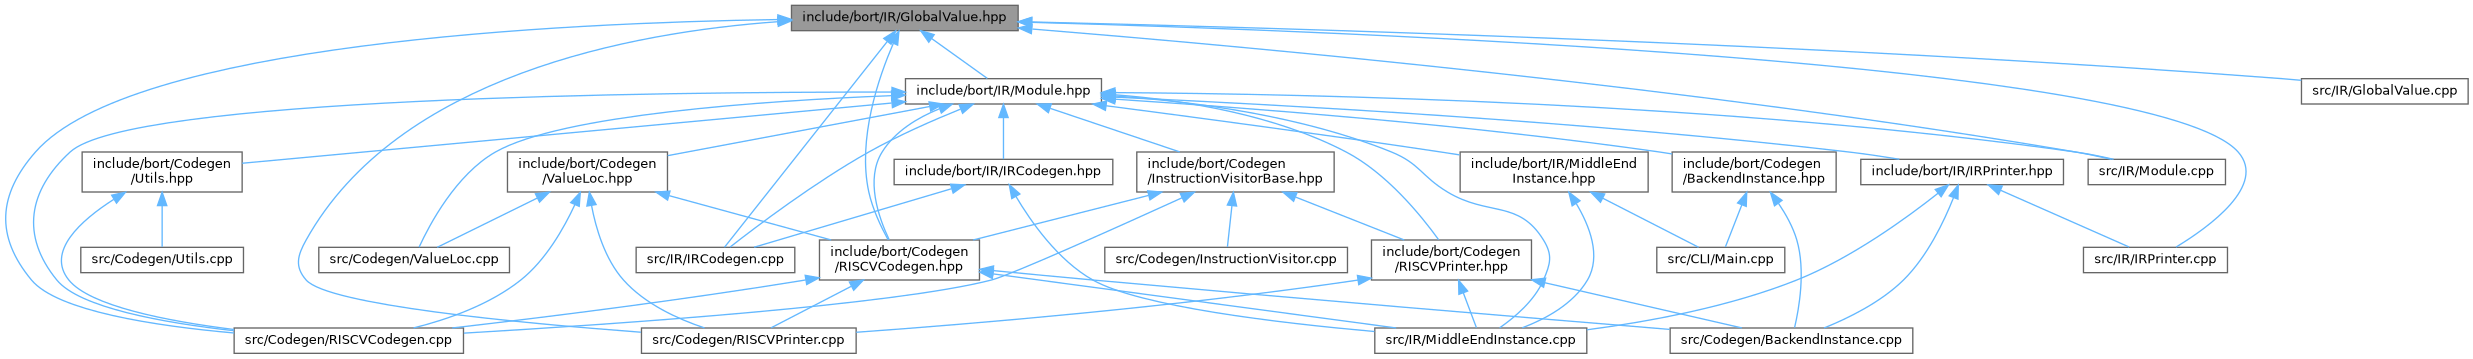 include/bort/IR/GlobalValue.hpp
include/bort/IR/Module.hpp
src/IR/GlobalValue.cpp
include/bort/Codegen
/Utils.hpp
include/bort/Codegen
/ValueLoc.hpp
include/bort/IR/IRCodegen.hpp
include/bort/Codegen
/InstructionVisitorBase.hpp
include/bort/IR/MiddleEnd
Instance.hpp
include/bort/Codegen
/BackendInstance.hpp
include/bort/IR/IRPrinter.hpp
src/IR/Module.cpp
src/Codegen/Utils.cpp
src/Codegen/ValueLoc.cpp
src/IR/IRCodegen.cpp
include/bort/Codegen
/RISCVCodegen.hpp
src/Codegen/InstructionVisitor.cpp
include/bort/Codegen
/RISCVPrinter.hpp
src/CLI/Main.cpp
src/IR/IRPrinter.cpp
src/Codegen/RISCVCodegen.cpp
src/Codegen/RISCVPrinter.cpp
src/IR/MiddleEndInstance.cpp
src/Codegen/BackendInstance.cpp